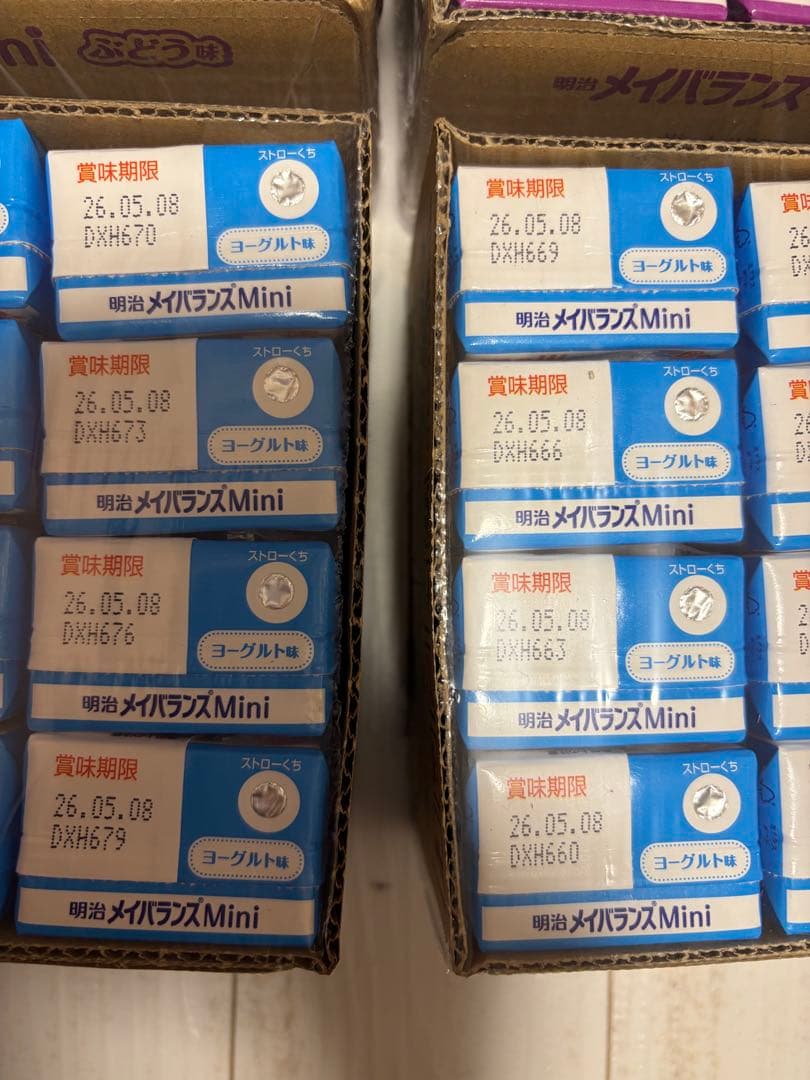 ni ぶどう味
賞味期限
26.05.08
DXH670
ストローくち
ヨーグルト味
明治メイバランスMini
賞味期限
26.05.08
DXH673
ストローくち
ヨーグルト味
明治メイバランスMini
賞味期限
26.05.08
DXH676
ストローくち
ヨーグルト味
明治メイバランスMini
賞味期限
26.05.08
DXH679
ストローくち
ヨーグルト味
明治メイバランスMini
明治メイバランス
賞味期限
26.05.08
DXH669
ストローくち
ヨーグルト味
明治メイバランスMini
賞味期限
26.05.08
DXH666
ストローくち
ヨーグルト味
明治メイバランスMini
賞味期限
26.05.08
DXH663
ストローくち
ヨーグルト味
明治メイバランスMini
賞味期限
26.05.08
DXH660
ストローくち
ヨーグルト味
明治メイバランスMini